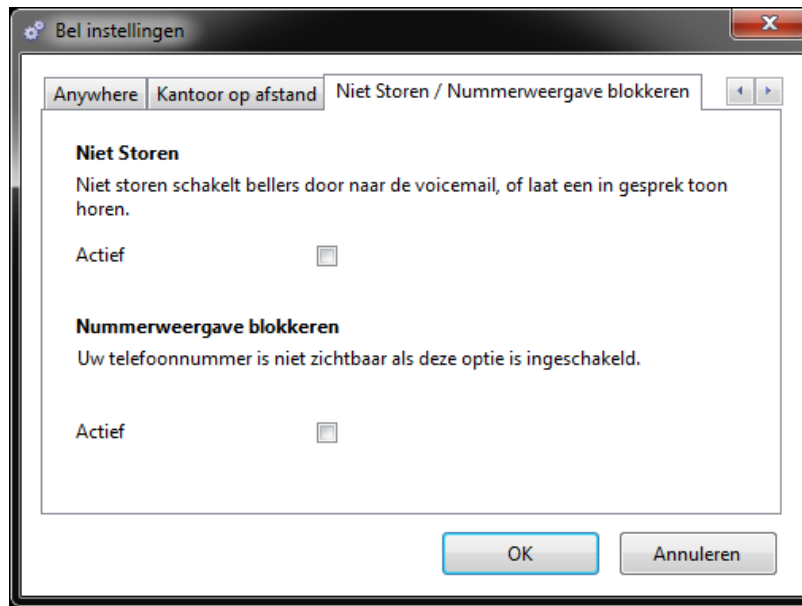 Bel instellingen
Anywhere
Kantoor op afstand
Niet Storen / Nummerweergave blokkeren
Niet Storen
Niet storen schakelt bellers door naar de voicemail, of laat een in gesprek toon
horen.
Actief
Nummerweergave blokkeren
Uw telefoonnummer is niet zichtbaar als deze optie is ingeschakeld.
Actief
OK
Annuleren